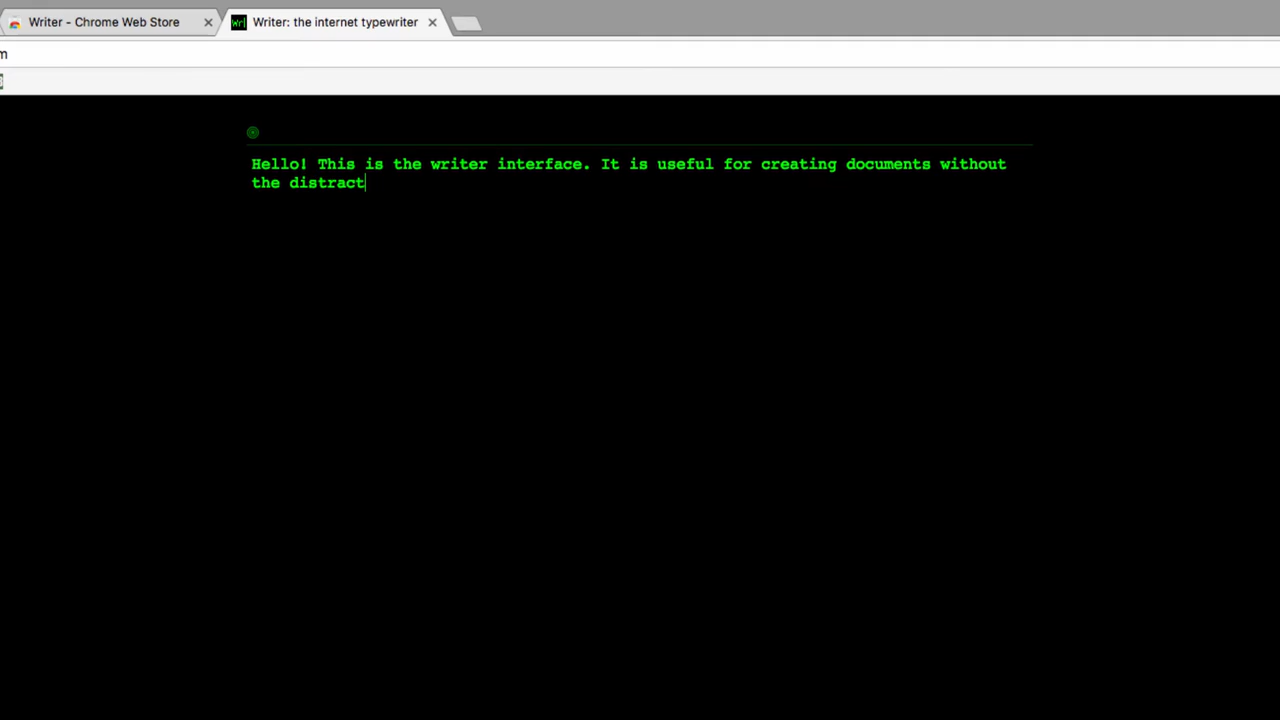 Writer - Chrome Web Store
Writer: the internet typewriter
m
Hello! This is the writer interface. It is useful for creating documents without
the distract